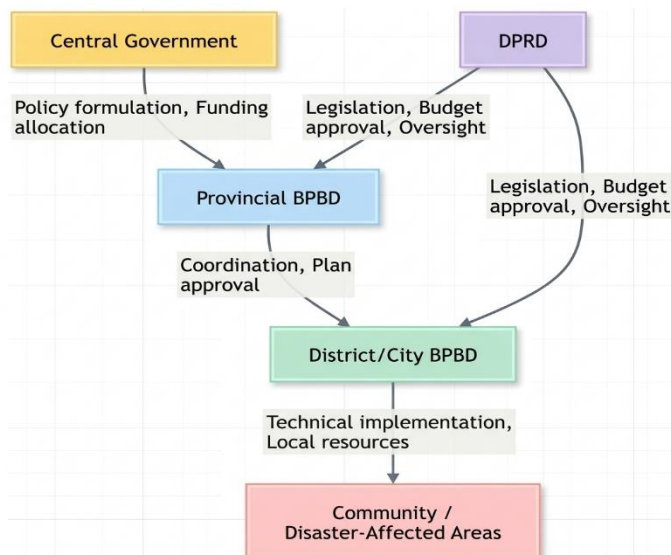 Central Government
DPRD
Policy formulation, Funding
allocation
Legislation, Budget
approval, Oversight
Provincial BPBD
Legislation, Budget
approval, Oversight
Coordination, Plan
approval
District/City BPBD
Technical implementation,
Local resources
Community /
Disaster-Affected Areas